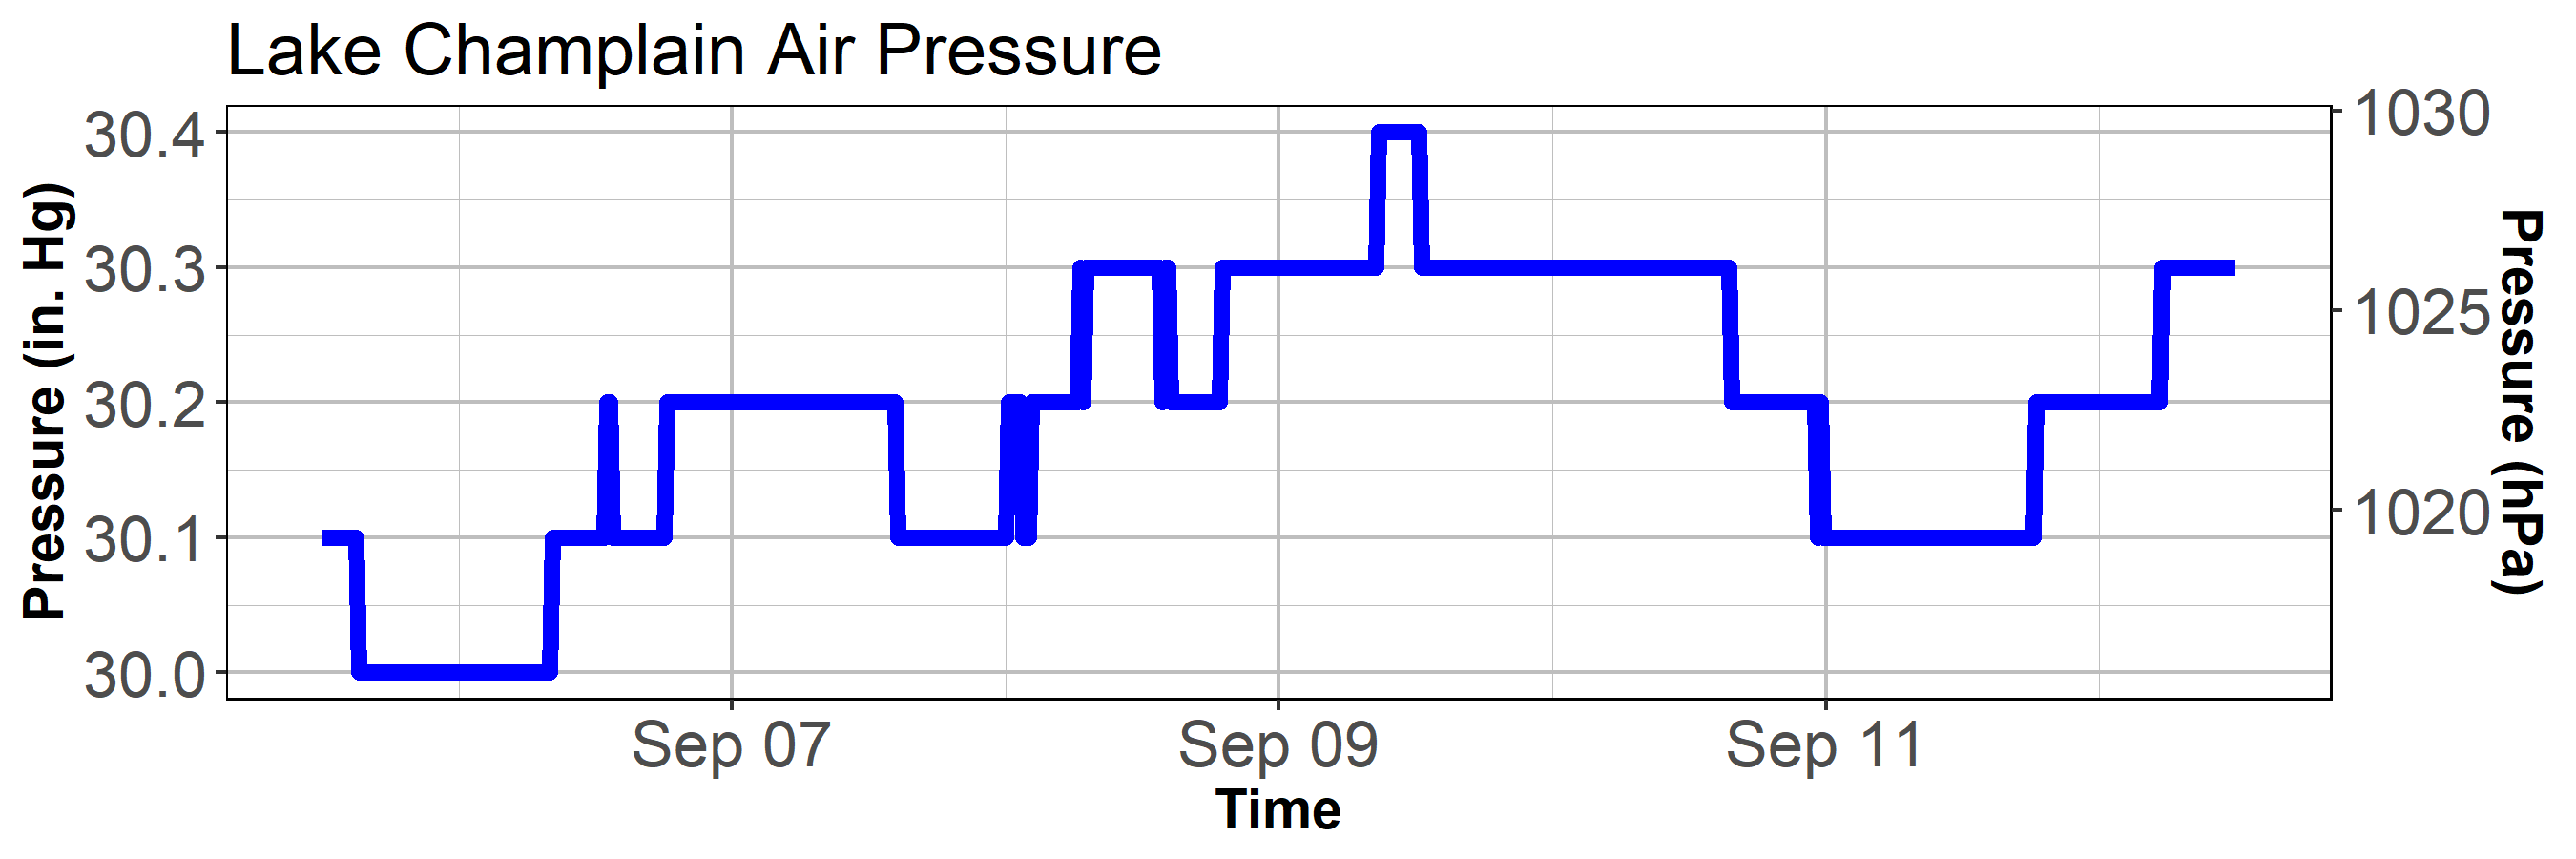 Lake Champlain Air Pressure
Pressure (in. Hg)
30.4
30.3
30.2
30.1
30.0
1030
1025
1020
Pressure (hPa)
Sep 07
Sep 09
Sep 11
Time